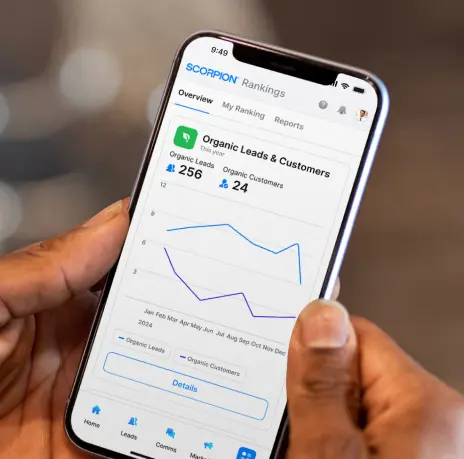 9:49
SCORPION Rankings
Overview My Ranking Reports
Organic Leads & Customers
This year
Organic Leads
256
Organic Customers
24
12
9
6
3
Jan Feb Mar Apr May Jun Jul Aug Sep Oct Nov Dec
2024
Organic Leads
Organic Customers
Details
Home
Leads
Comms